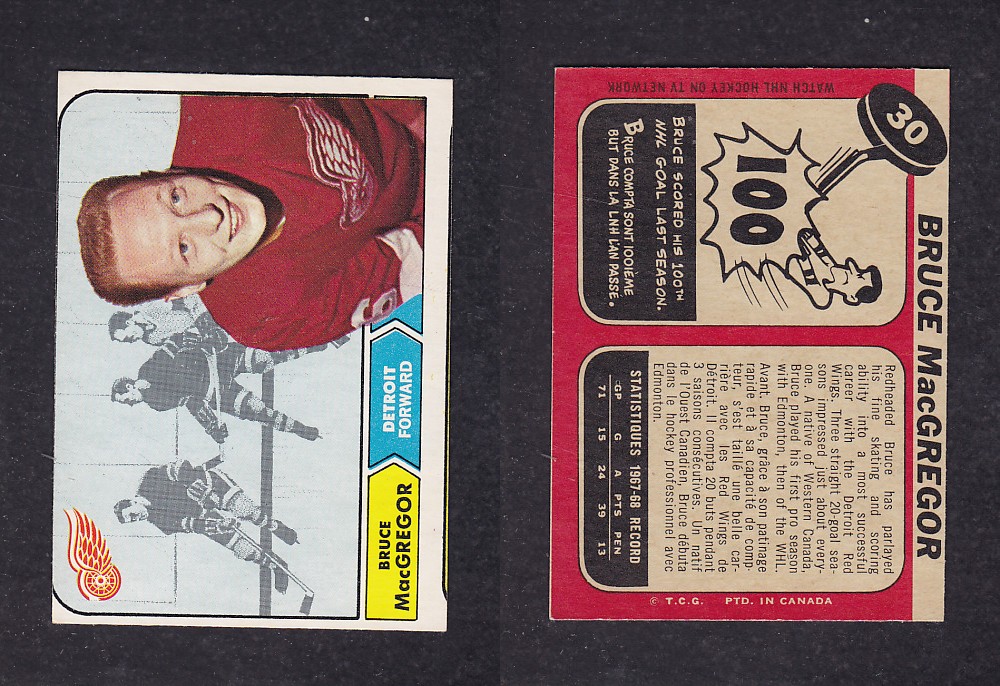 DETROIT
FORWARD
BRUCE
MacGREGOR
30
BRUCE MacGREGOR
WATCH NHL HOCKEY ON TV NETWORK
100
BRUCE SCORED HIS 100TH
NHL GOAL LAST SEASON.
BRUCE COMPTA SON IOOIÈME
BUT DANS LA LNH L'AN PASSE.
Redheaded Bruce has parlayed
his fine skating and scoring
ability into a most successful
career with the Detroit Red
Wings. Three straight 20-goal sea-
sons impressed just about every-
one. A native of Western Canada,
Bruce played his first pro season
with Edmonton, then of the WHL.
Avant. Bruce, grâce à son patinage
rapide et à sa capacité de comp-
teur, s'est taillé une belle car-
rière avec les Red Wings de
Détroit. Il compta 20 buts pendant
3 saisons consécutives. Un natif
de l'Ouest Canadien, Bruce débuta
dans le hockey professionnel avec
Edmonton.
STATISTIQUES 1967-68 RECORD
GP G A PTS PEN
71 15 24 39 13
© T.C.G. PTD. IN CANADA